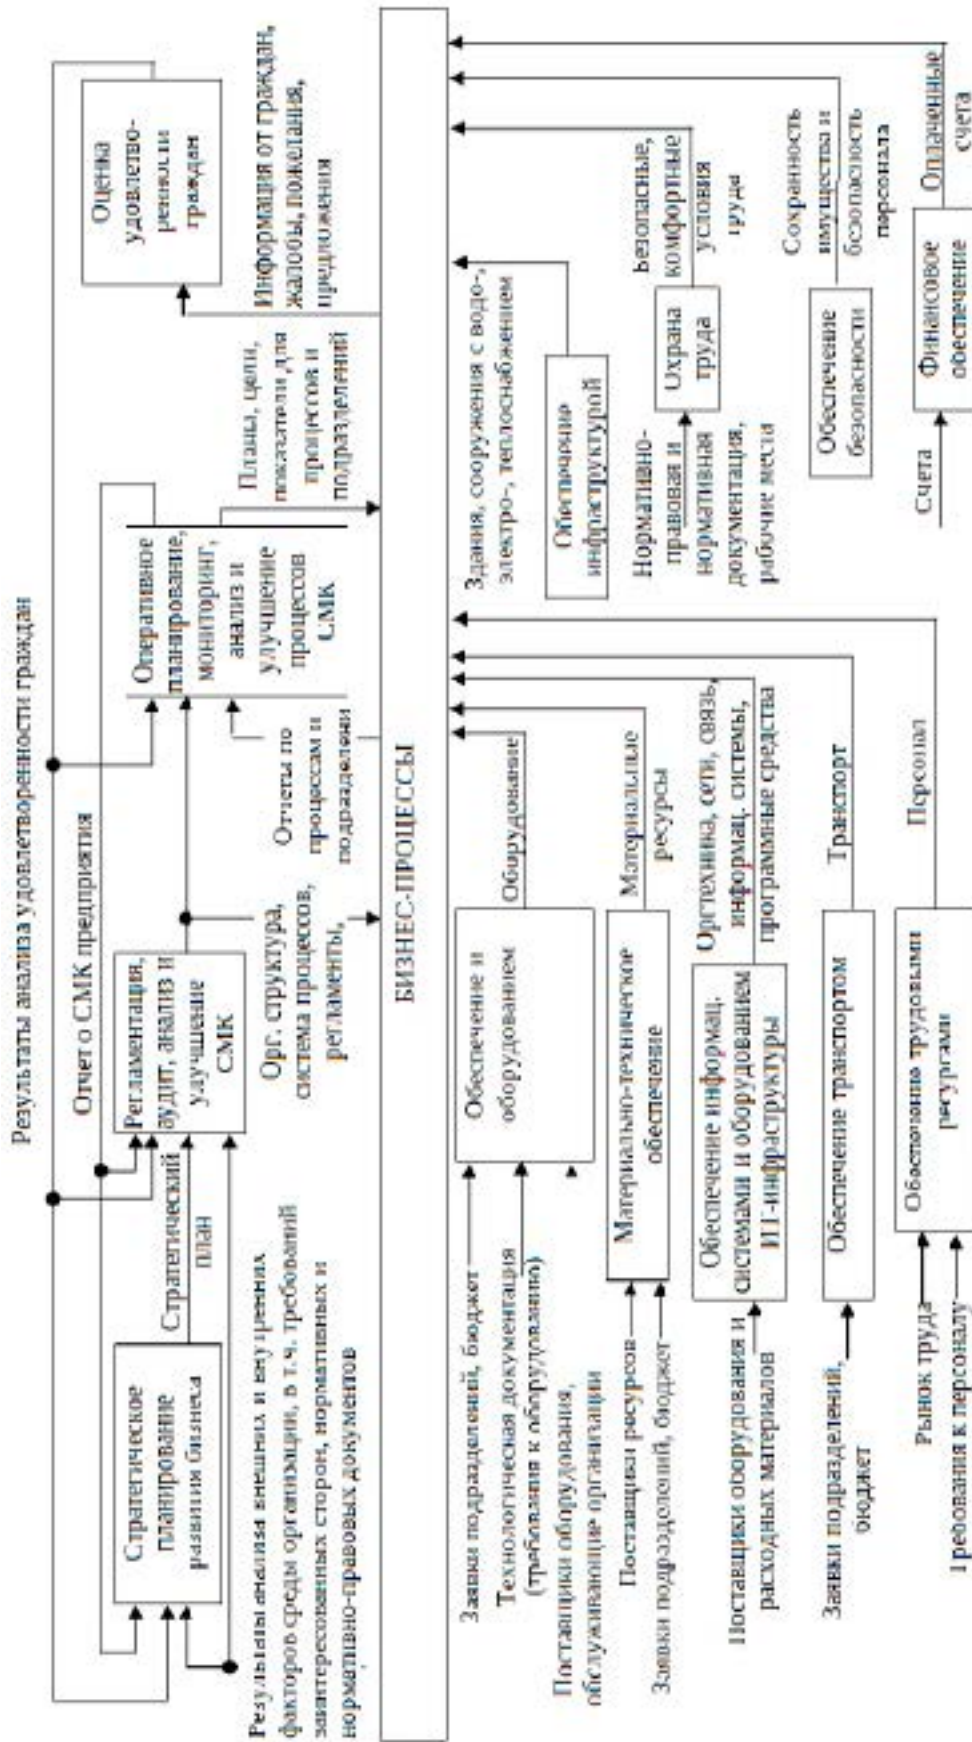 Результаты анализа удовлетворенности граждан
Отчет о СМК предприятия
Стратегическое
планирование
развития бизнеса
Стратегический
план
Регламентация,
аудит, анализ и
улучшение
СМК
Оперативное
планирование,
мониторинг,
анализ и
улучшение
процессов
СМК
Оценка
удовлетво-
ренности
граждан
Результаты анализа внешних и внутренних
факторов среды организации, в т.ч. требований
заинтересованных сторон, нормативных и
нормативно-правовых документов
Орг. структура,
система процессов,
регламенты,
Отчеты по
процессам и
подразделени
Планы, цели,
показатели для
процессов и
подразделений
Информация от граждан,
жалобы, пожелания,
предложения
БИЗНЕС-ПРОЦЕССЫ
Заявки подразделений, бюджет
Технологическая документация
(требования к оборудованию)
Поставщики оборудования,
обслуживающие организации
Обеспечение и
оборудованием
Оборудование
Поставщики ресурсов
Заявки подразделений, бюджет
Материально-техническое
обеспечение
Материальные
ресурсы
Поставщики оборудования и
расходных материалов
Обеспечение информац.
системами и оборудованием
ИТ-инфраструктуры
Оргтехника, сети, связь,
информац. системы,
программные средства
Заявки подразделений,
бюджет
Обеспечение транспортом
Транспорт
Рынок труда
Требования к персоналу
Обеспечение трудовыми
ресурсами
Персонал
Здания, сооружения с водо-,
электро-, теплоснабжением
Обеспечение
инфраструктурой
Нормативно-
правовая и
нормативная
документация,
рабочие места
Охрана
труда
Безопасные,
комфортные
условия
труда
Обеспечение
безопасности
Сохранность
имущества и
безопасность
персонала
Счета
Финансовое
обеспечение
Оплаченные
счета